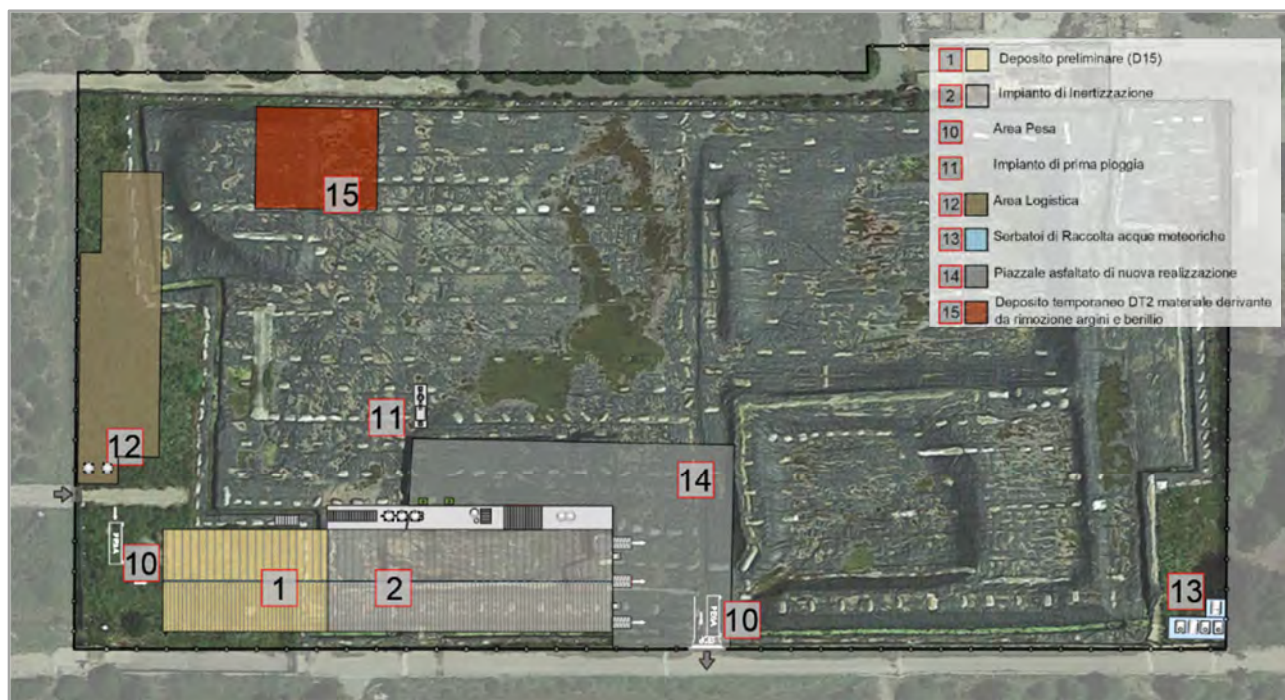 1 Deposito preliminare (D15)
2 Impianto di Inertizzazione
10 Area Pesa
11 Impianto di prima pioggia
12 Area Logistica
13 Serbatoi di Raccolta acque meteoriche
14 Piazzale asfaltato di nuova realizzazione
15 Deposito temporaneo DT2 materiale derivante
da rimozione argini e berillio
15
11
12
14
10
PESA
1
2
13
PESA
10